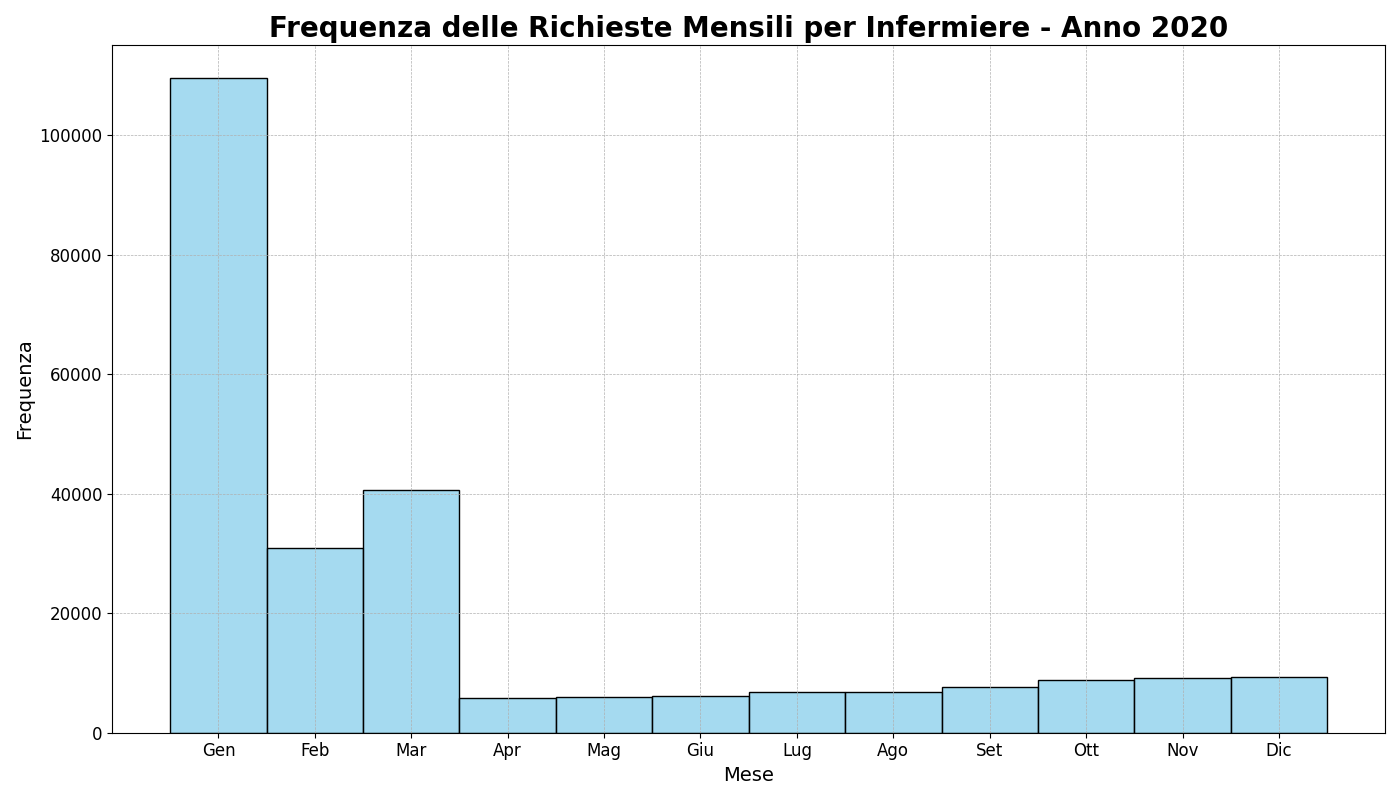 Frequenza delle Richieste Mensili per Infermiere - Anno 2020
Frequenza
100000
80000
60000
40000
20000
0
Gen Feb Mar Apr Mag Giu Lug Ago Set Ott Nov Dic
Mese